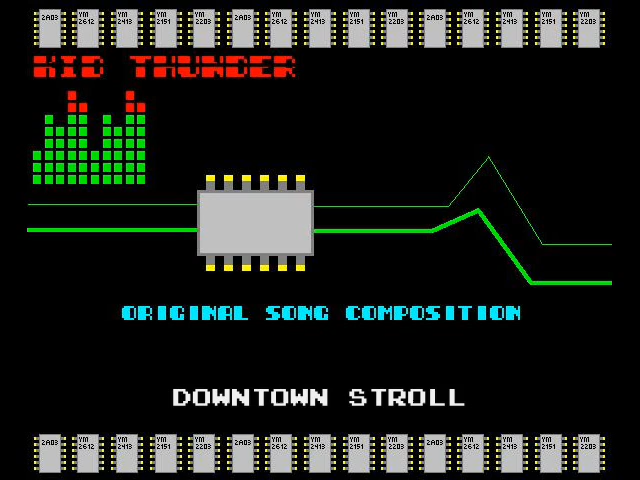 2A03 YM 2612 YM 2413 YM 2151 YM 2203 2A03 YM 2612 YM 2413 YM 2151 YM 2203 2A03 YM 2612 YM 2413 YM 2151 YM 2203
KID THUNDER
ORIGINAL SONG COMPOSITION
DOWNTOWN STROLL
2A03 YM 2612 YM 2413 YM 2151 YM 2203 2A03 YM 2612 YM 2413 YM 2151 YM 2203 2A03 YM 2612 YM 2413 YM 2151 YM 2203